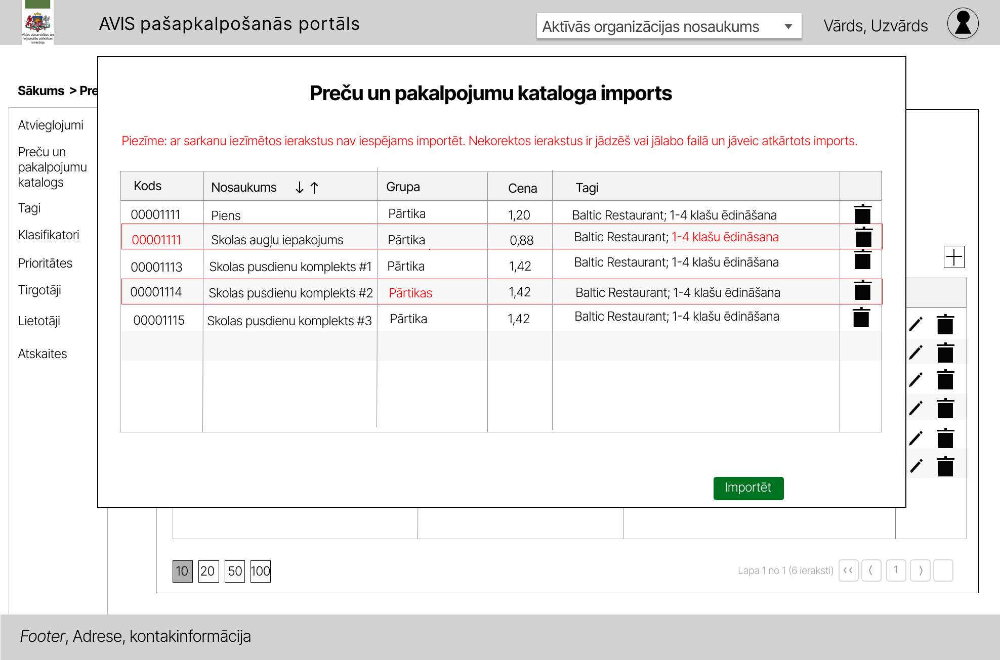 Vides aizsardzības un
reģionālās attīstības
ministrija
AVIS pašapkalpošanās portāls
Aktīvās organizācijas nosaukums
Vārds, Uzvārds
Sākums > Pre
Preču un pakalpojumu kataloga imports
Atvieglojumi
Preču un
pakalpojumu
katalogs
Tagi
Klasifikatori
Prioritātes
Tirgotāji
Lietotāji
Atskaites
Piezīme: ar sarkanu iezīmētos ierakstus nav iespējams importēt. Nekorektos ierakstus ir jādzēš vai jālabo failā un jāveic atkārtots imports.
Kods Nosaukums ↓ ↑ Grupa Cena Tagi
00001111 Piens Pārtika 1,20 Baltic Restaurant; 1-4 klašu ēdināšana
00001111 Skolas augļu iepakojums Pārtika 0,88 Baltic Restaurant; 1-4 klašu ēdināsana
00001113 Skolas pusdienu komplekts #1 Pārtika 1,42 Baltic Restaurant; 1-4 klašu ēdināšana
00001114 Skolas pusdienu komplekts #2 Pārtikas 1,42 Baltic Restaurant; 1-4 klašu ēdināšana
00001115 Skolas pusdienu komplekts #3 Pārtika 1,42 Baltic Restaurant; 1-4 klašu ēdināšana
Importēt
10 20 50 100
Lapa 1 no 1 (6 ieraksti) ‹‹ ⟨ 1 ⟩
Footer, Adrese, kontakinformācija